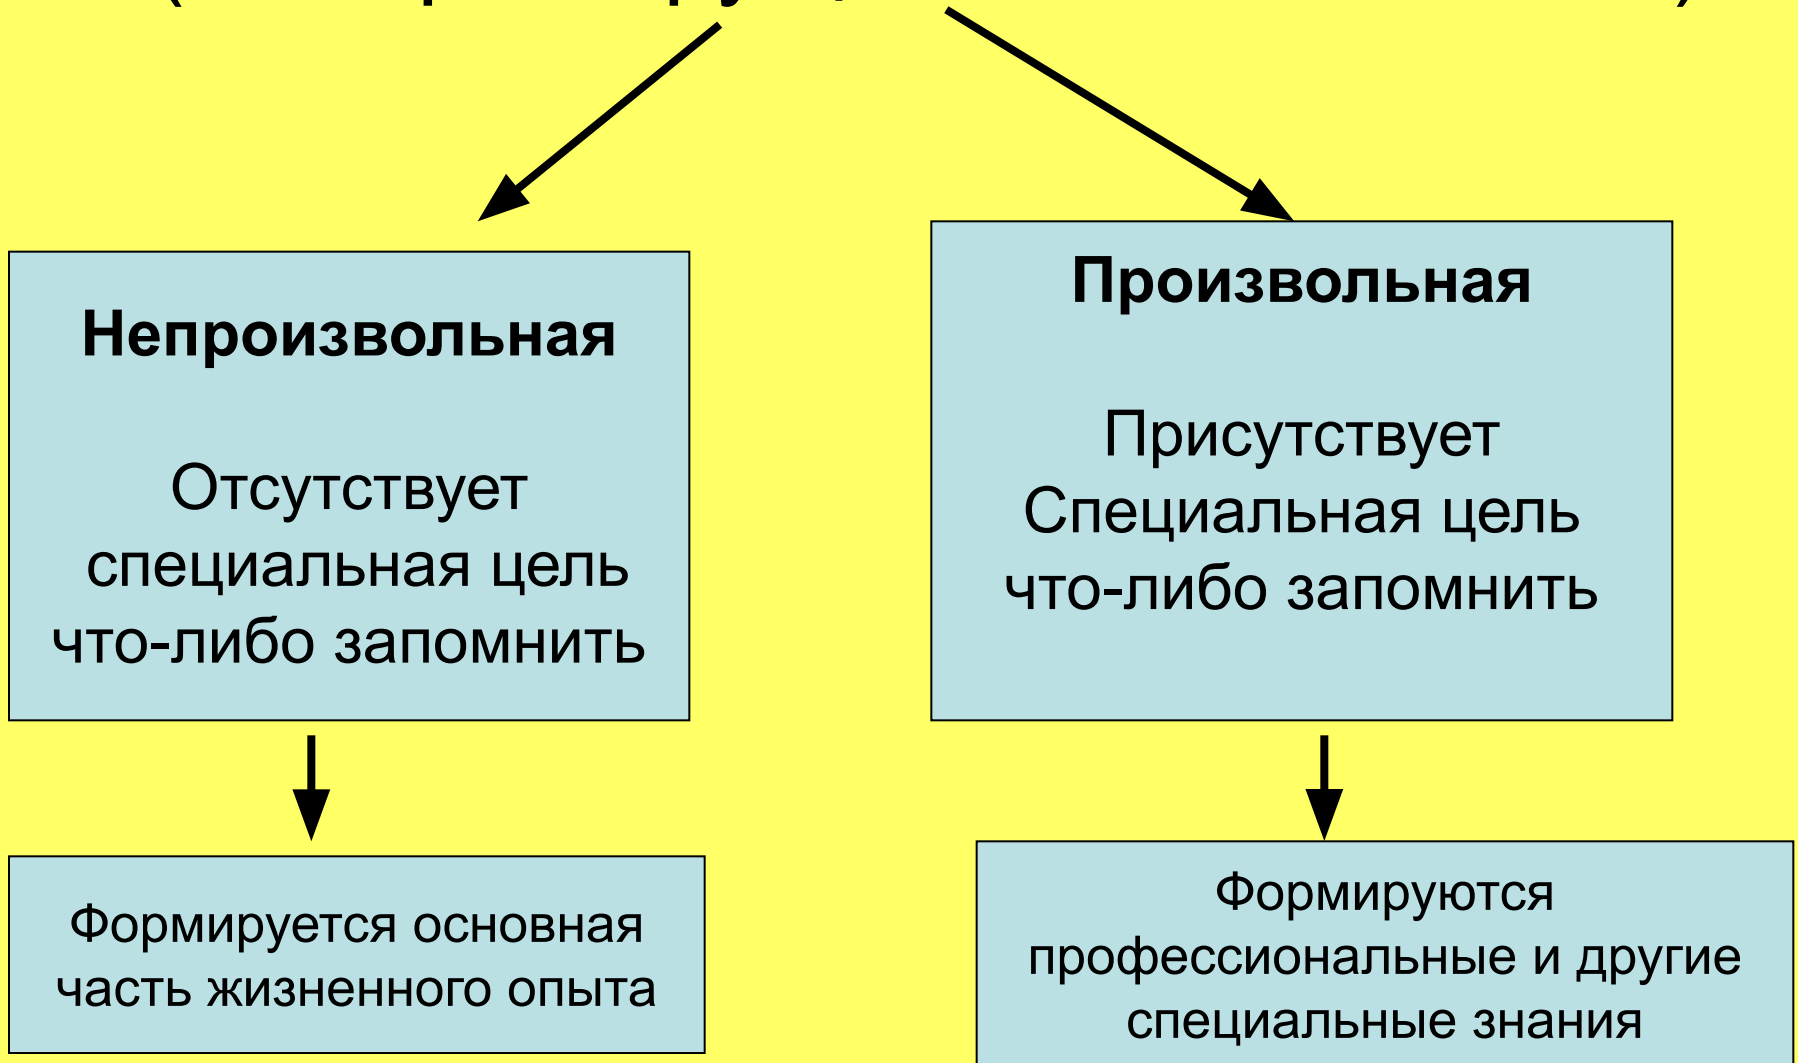 Непроизвольная
Отсутствует
специальная цель
что-либо запомнить
Произвольная
Присутствует
Специальная цель
что-либо запомнить
Формируется основная
часть жизненного опыта
Формируются
профессиональные и другие
специальные знания